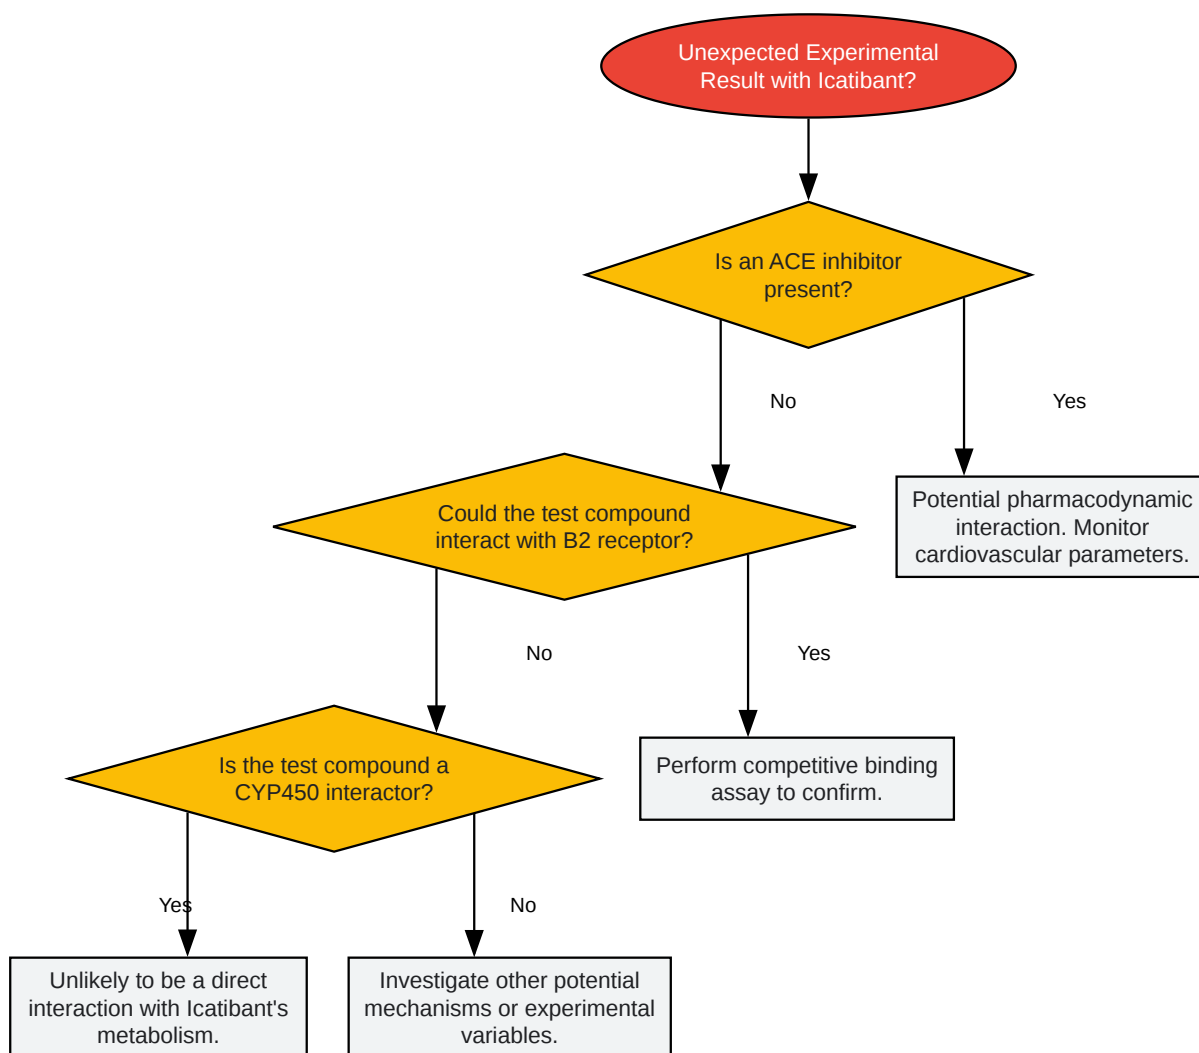 Unexpected Experimental
Result with Icatibant?
Is an ACE inhibitor
present?
No
Yes
Potential pharmacodynamic
interaction. Monitor
cardiovascular parameters.
Could the test compound
interact with B2 receptor?
No
Yes
Perform competitive binding
assay to confirm.
Is the test compound a
CYP450 interactor?
Yes
No
Unlikely to be a direct
interaction with Icatibant's
metabolism.
Investigate other potential
mechanisms or experimental
variables.